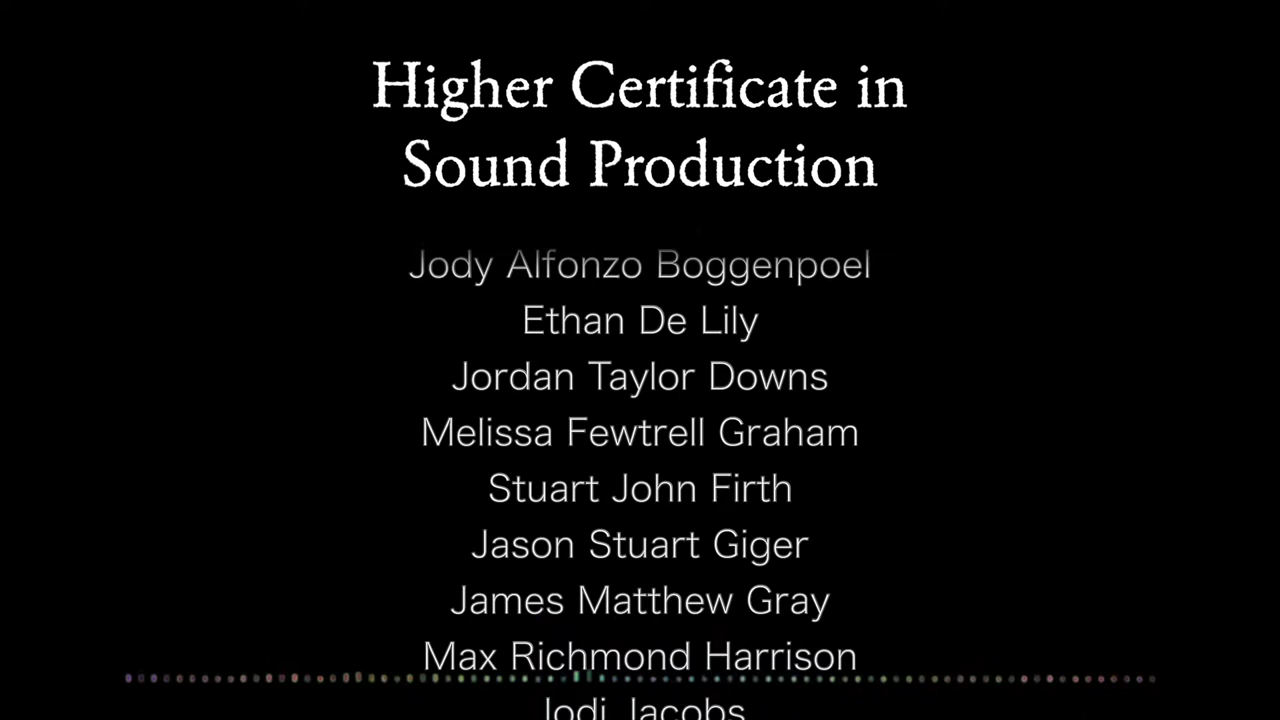 Higher Certificate in
Sound Production
Jody Alfonzo Boggenpoel
Ethan De Lily
Jordan Taylor Downs
Melissa Fewtrell Graham
Stuart John Firth
Jason Stuart Giger
James Matthew Gray
Max Richmond Harrison
Jodi Jacobs